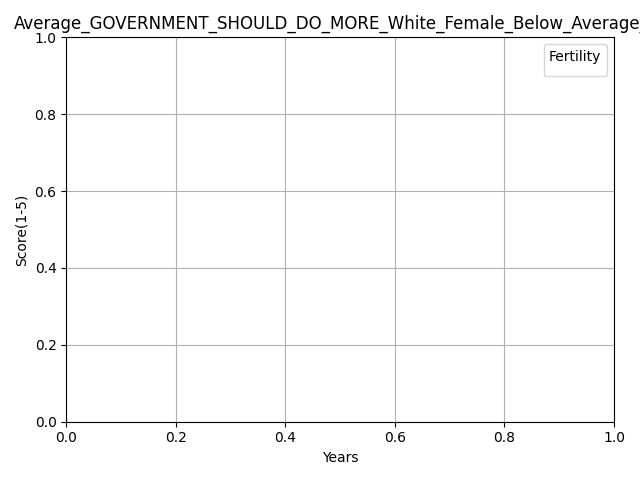 Average_GOVERNMENT_SHOULD_DO_MORE_White_Female_Below_Average_
Fertility
1.0
0.8
0.6
0.4
0.2
0.0
Score(1-5)
0.0 0.2 0.4 0.6 0.8 1.0
Years